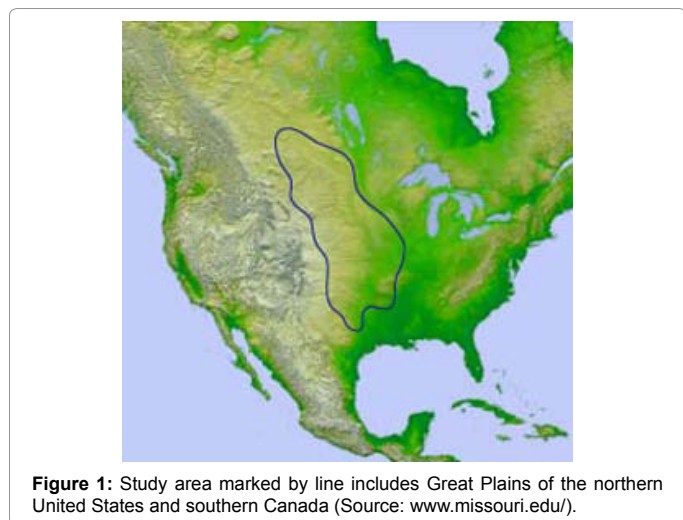 Figure 1: Study area marked by line includes Great Plains of the northern
United States and southern Canada (Source: www.missouri.edu/).